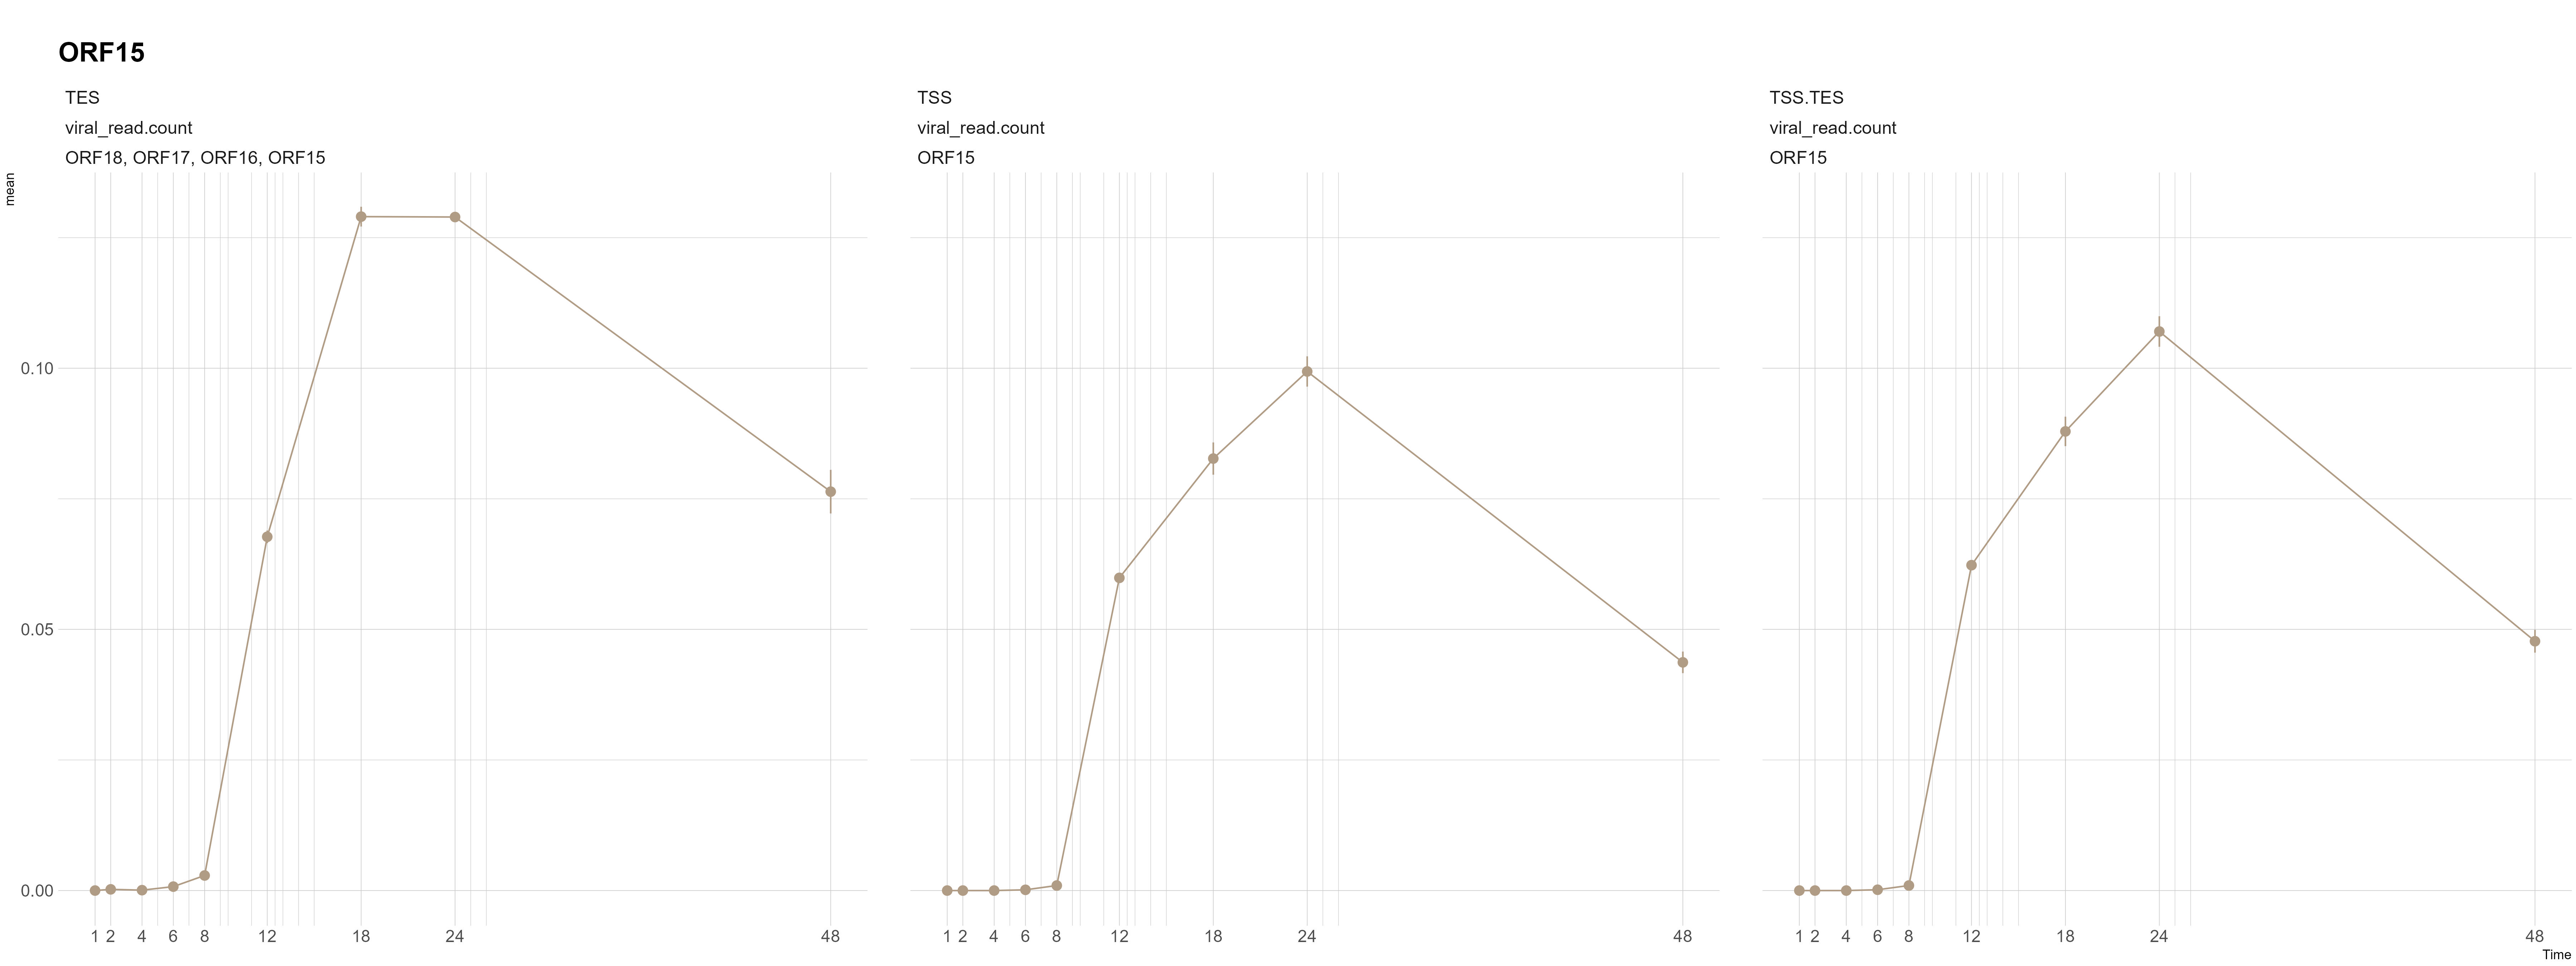 ORF15
TES
viral_read.count
ORF18, ORF17, ORF16, ORF15
TSS
viral_read.count
ORF15
TSS.TES
viral_read.count
ORF15
mean
0.10
0.05
0.00
1 2 4 6 8 12 18 24 48
1 2 4 6 8 12 18 24 48
1 2 4 6 8 12 18 24 48
Time